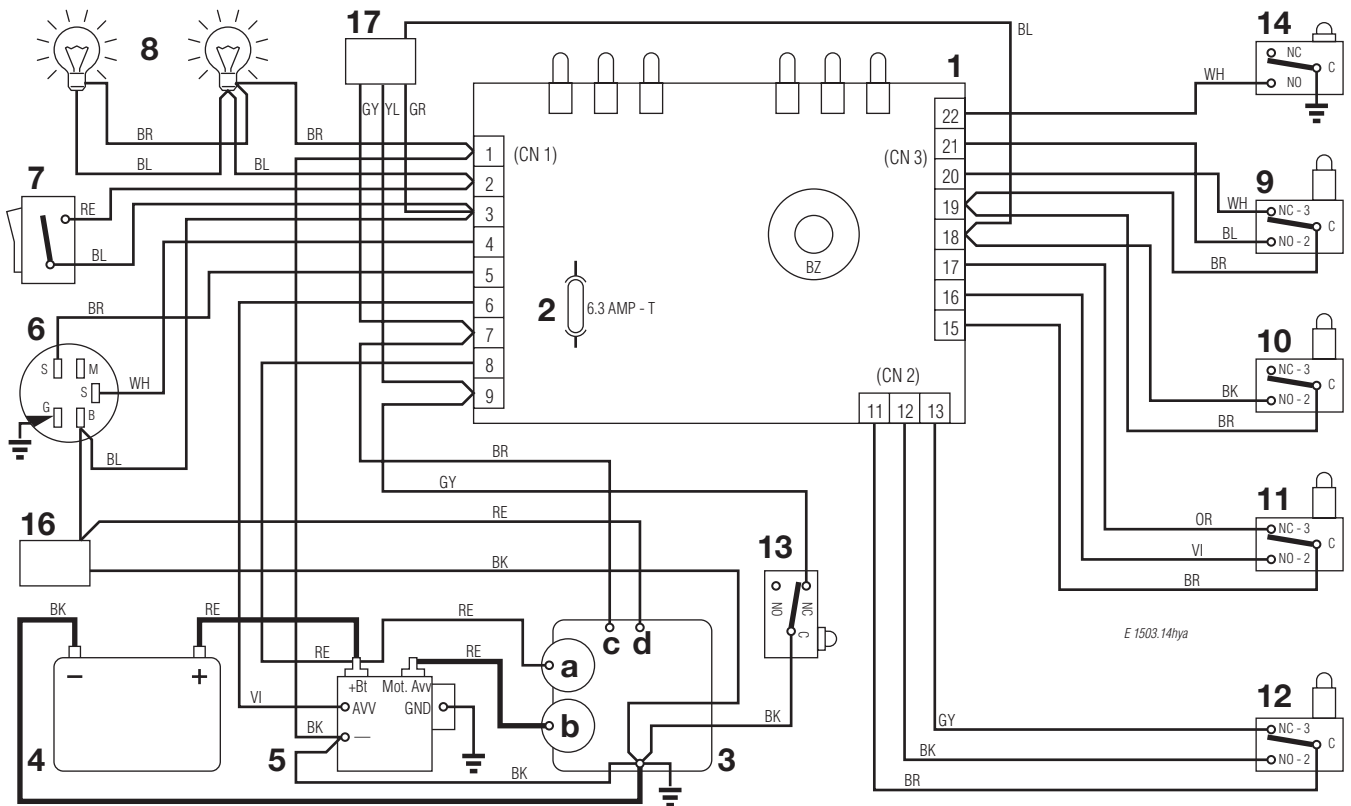 8
17
BL
14
NC
C
NO
WH
1
GY YL GR
BR
BR
BL
BL
1
2
3
4
5
6
7
8
9
(CN 1)
22
21
20
19
18
17
16
15
(CN 3)
9
WH
NC - 3
C
BL
NO - 2
BR
7
RE
BL
BZ
2
6.3 AMP - T
BR
6
S
M
S
WH
G
B
BL
10
NC - 3
C
BK
NO - 2
BR
(CN 2)
11 12 13
BR
GY
RE
BK
16
13
NO
NC
C
11
OR
NC - 3
C
VI
NO - 2
BR
E 1503.14hya
BK
RE
RE
RE
RE
c d
a
b
– +
+Bt
Mot. Avv
VI
AVV
GND
BK
—
4
5
BK
BK
3
12
GY
NC - 3
C
BK
NO - 2
BR